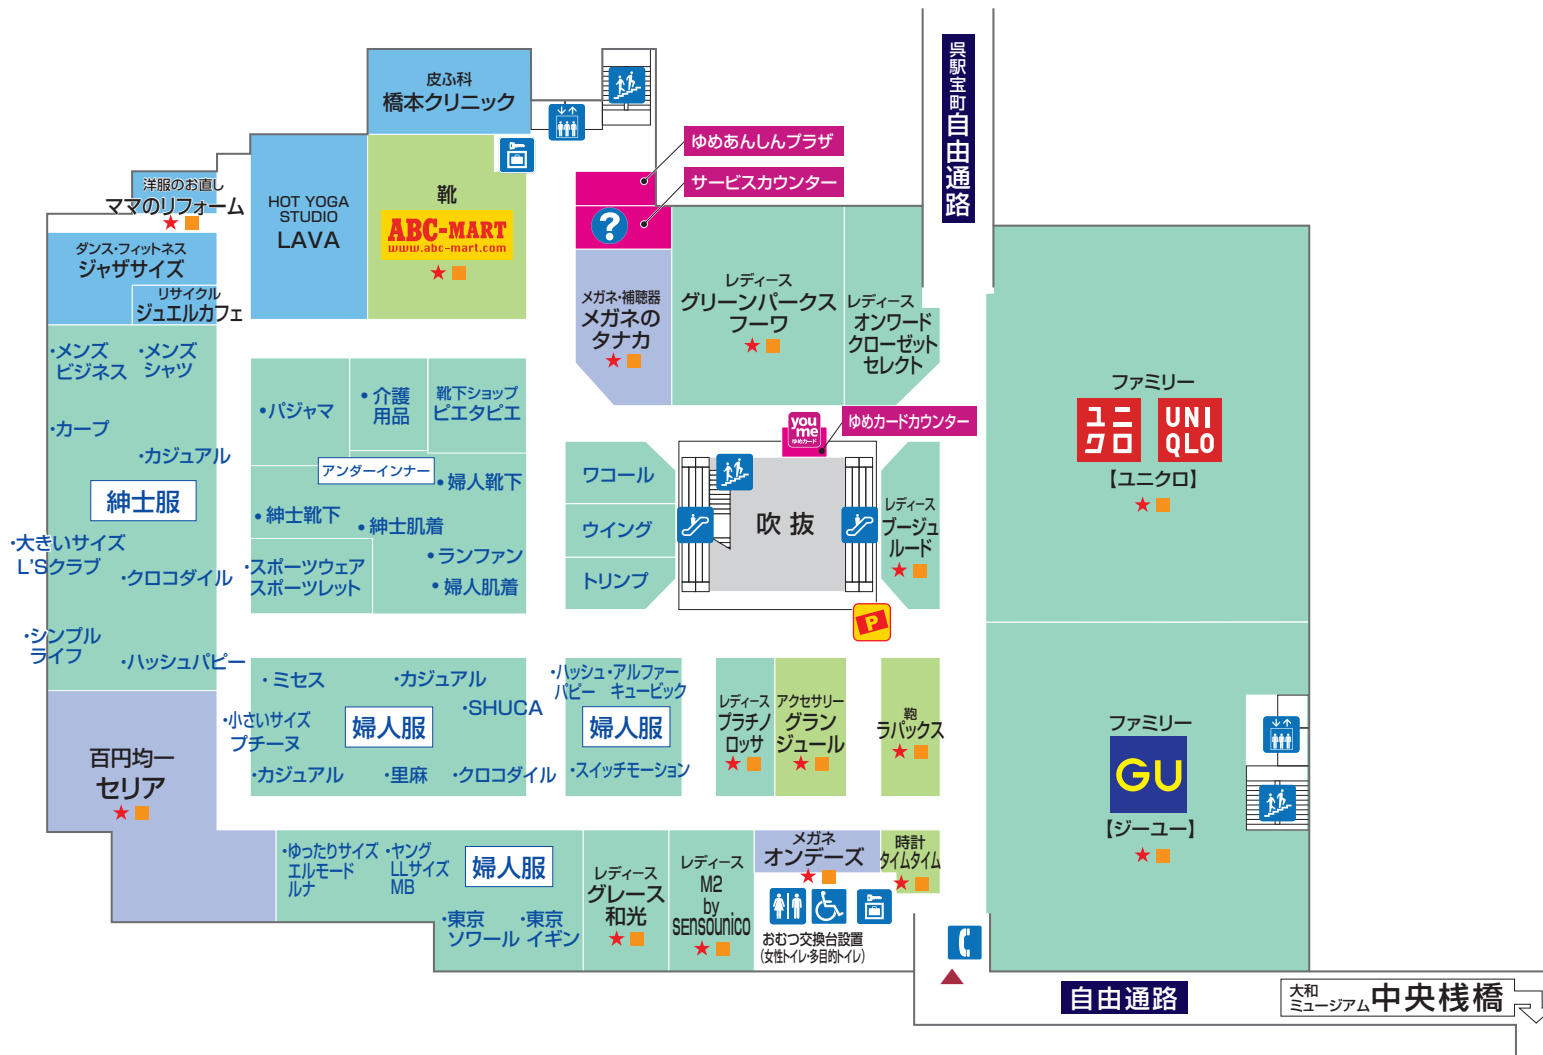 皮ふ科
橋本クリニック
呉駅宝町
自由通路
ゆめあんしんプラザ
サービスカウンター
?
洋服のお直し
ママのリフォーム
HOT YOGA
STUDIO
LAVA
靴
ABC-MART
www.abc-mart.com
ダンス・フィットネス
ジャザサイズ
リサイクル
ジュエルカフェ
メガネ・補聴器
メガネの
タナカ
レディース
グリーンパークス
フーワ
レディース
オンワード
クローゼット
セレクト
ファミリー
ユニ
クロ
UNI
QLO
【ユニクロ】
・メンズ
ビジネス
・メンズ
シャツ
・カープ
・カジュアル
紳士服
・大きいサイズ
L'Sクラブ
・クロコダイル
・シンプル
ライフ
・ハッシュパピー
・パジャマ
・介護
用品
靴下ショップ
ピエタピエ
アンダーインナー
・婦人靴下
・紳士靴下
・紳士肌着
・スポーツウェア
スポーツレット
・ランファン
・婦人肌着
ワコール
ウイング
トリンプ
you
me
ゆめカード
ゆめカードカウンター
吹抜
レディース
ブージュ
ルード
P
・ミセス
・カジュアル
・SHUCA
・小さいサイズ
プチーヌ
婦人服
・カジュアル
・里麻
・クロコダイル
・ハッシュ
パピー
・アルファー
キュービック
婦人服
・スイッチモーション
レディース
プラチノ
ロッサ
アクセサリー
グラン
ジュール
鞄
ラパックス
ファミリー
GU
【ジーユー】
百円均一
セリア
・ゆったりサイズ
エルモード
ルナ
・ヤング
LLサイズ
MB
婦人服
・東京
ソワール
・東京
イギン
レディース
グレース
和光
レディース
M2
by
SENSOUNICO
メガネ
オンデーズ
時計
タイムタイム
おむつ交換台設置
(女性トイレ・多目的トイレ)
自由通路
大和
ミュージアム
中央桟橋